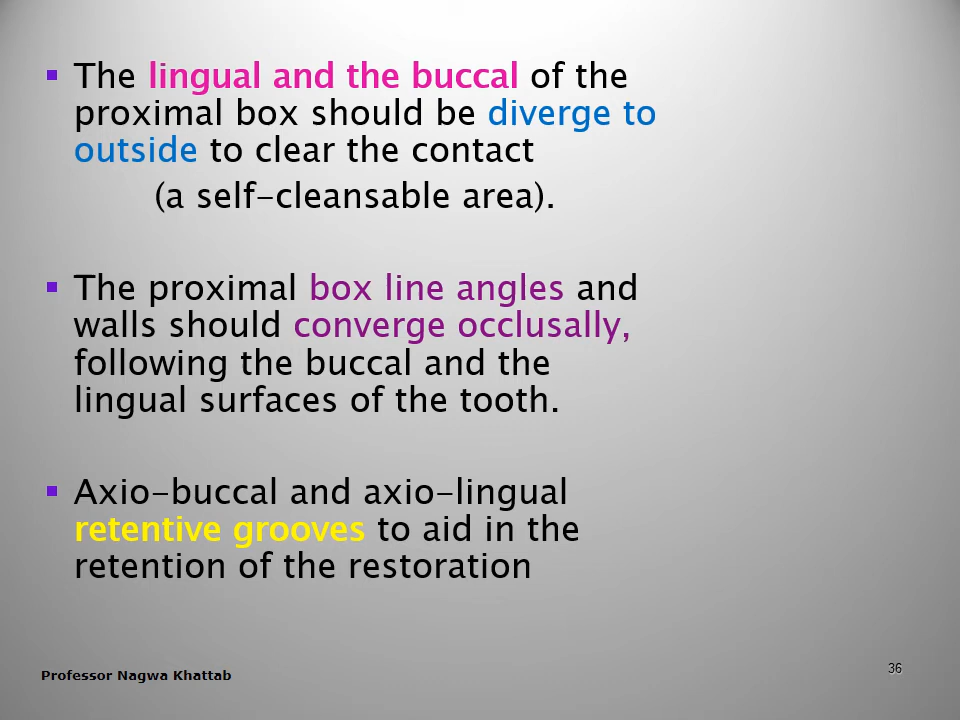 ▪ The lingual and the buccal of the
proximal box should be diverge to
outside to clear the contact
(a self-cleansable area).
▪ The proximal box line angles and
walls should converge occlusally,
following the buccal and the
lingual surfaces of the tooth.
▪ Axio-buccal and axio-lingual
retentive grooves to aid in the
retention of the restoration
Professor Nagwa Khattab
36